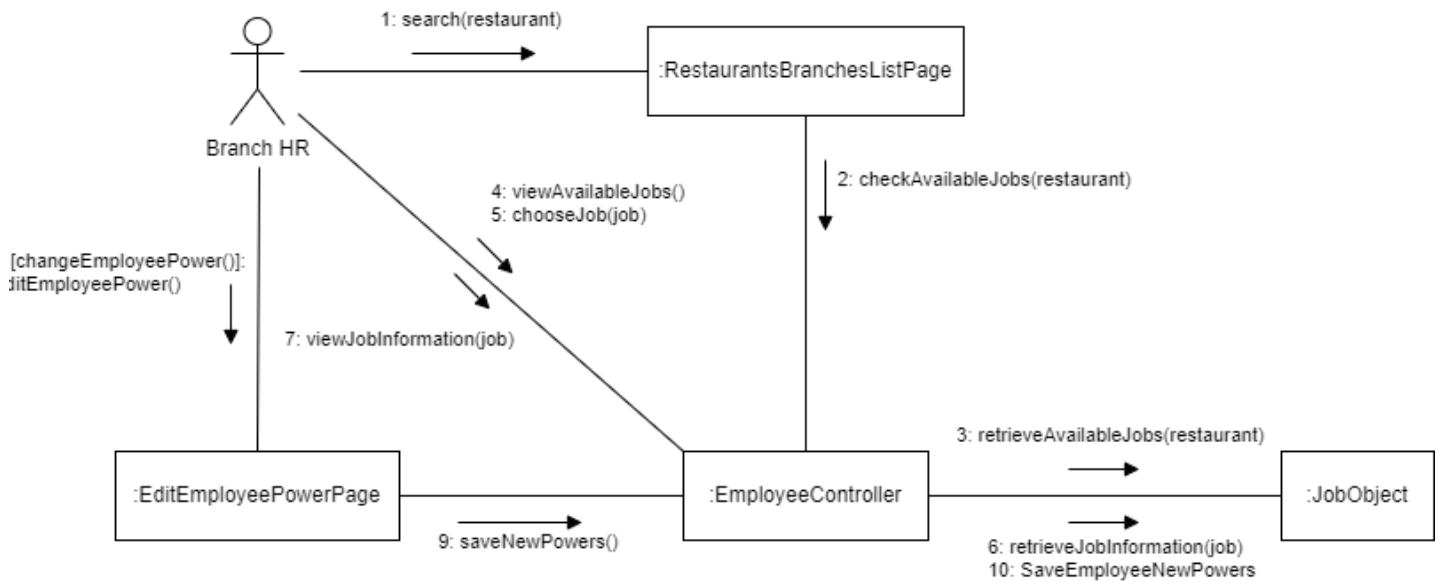 1: search(restaurant)
:RestaurantsBranchesListPage
Branch HR
2: checkAvailableJobs(restaurant)
4: viewAvailableJobs()
5: chooseJob(job)
[changeEmployeePower()]:
ditEmployeePower()
7: viewJobInformation(job)
3: retrieveAvailableJobs(restaurant)
:EditEmployeePowerPage
:EmployeeController
:JobObject
9: saveNewPowers()
6: retrieveJobInformation(job)
10: SaveEmployeeNewPowers